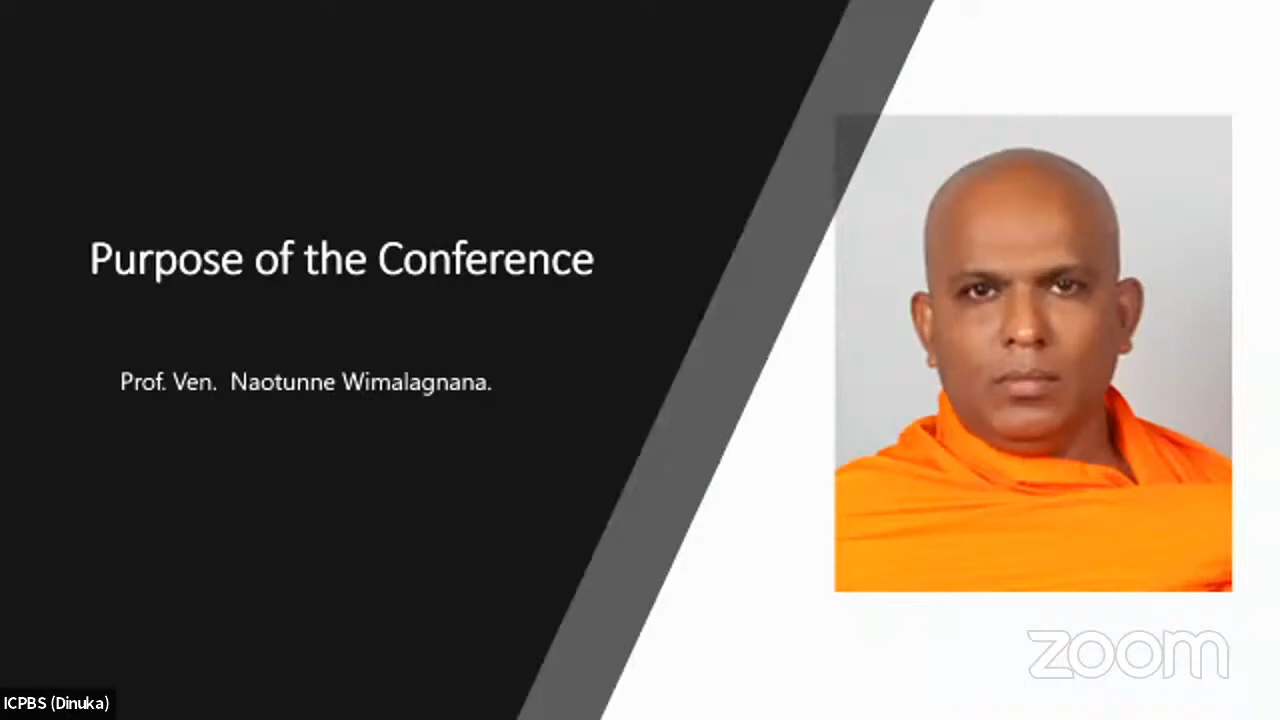 Purpose of the Conference
Prof. Ven. Naotunne Wimalagnana.
zoom
ICPBS (Dinuka)